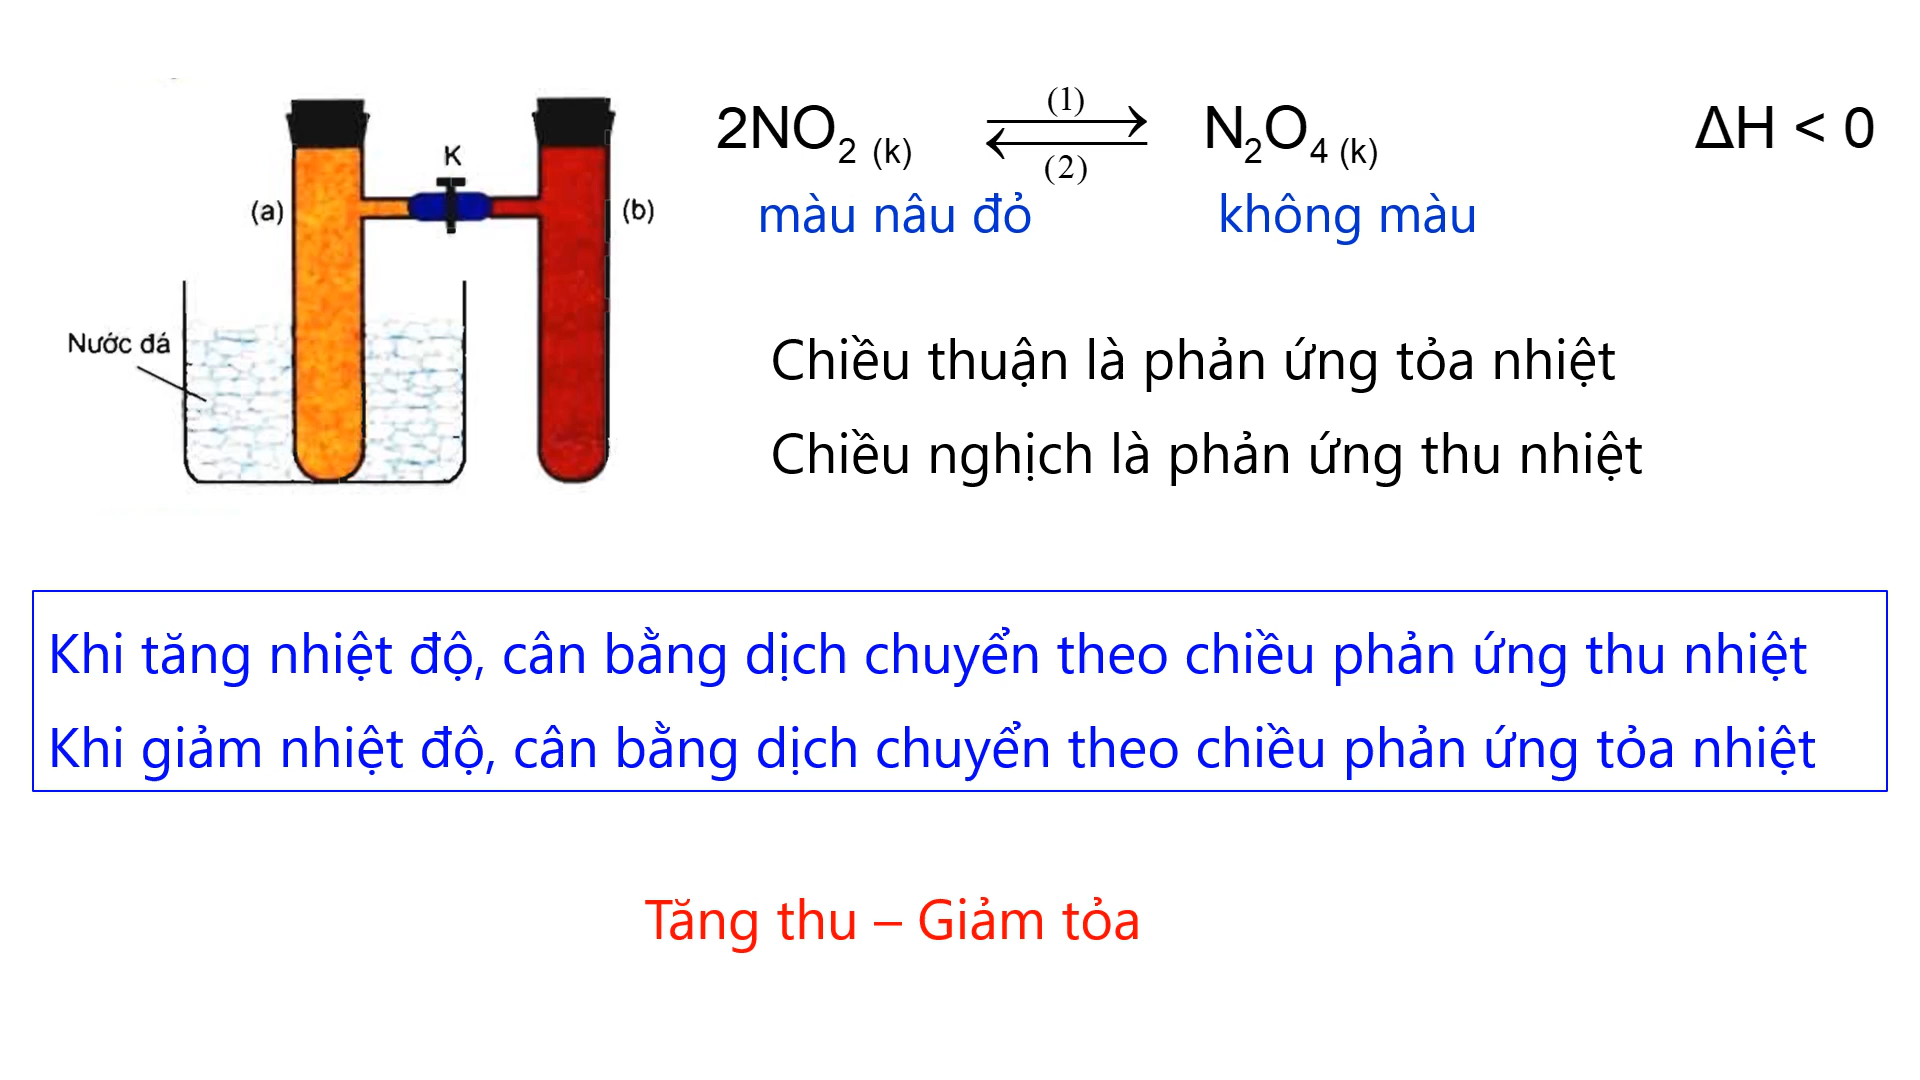 K
(a)
(b)
Nước đá
2NO2 (k) (1) (2) N2O4 (k) ΔH < 0
màu nâu đỏ không màu
Chiều thuận là phản ứng tỏa nhiệt
Chiều nghịch là phản ứng thu nhiệt
Khi tăng nhiệt độ, cân bằng dịch chuyển theo chiều phản ứng thu nhiệt
Khi giảm nhiệt độ, cân bằng dịch chuyển theo chiều phản ứng tỏa nhiệt
Tăng thu – Giảm tỏa